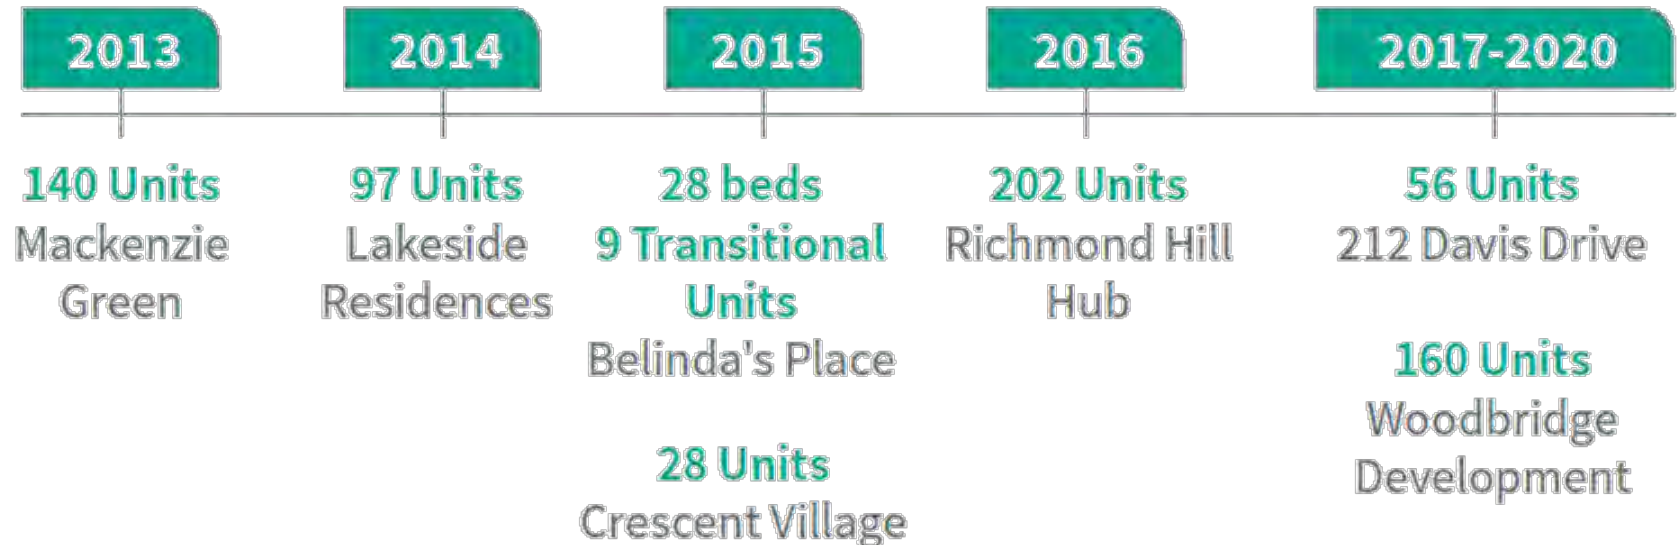 2013
140 Units
Mackenzie
Green
2014
97 Units
Lakeside
Residences
2015
28 beds
9 Transitional
Units
Belinda's Place
28 Units
Crescent Village
2016
202 Units
Richmond Hill
Hub
2017-2020
56 Units
212 Davis Drive
160 Units
Woodbridge
Development